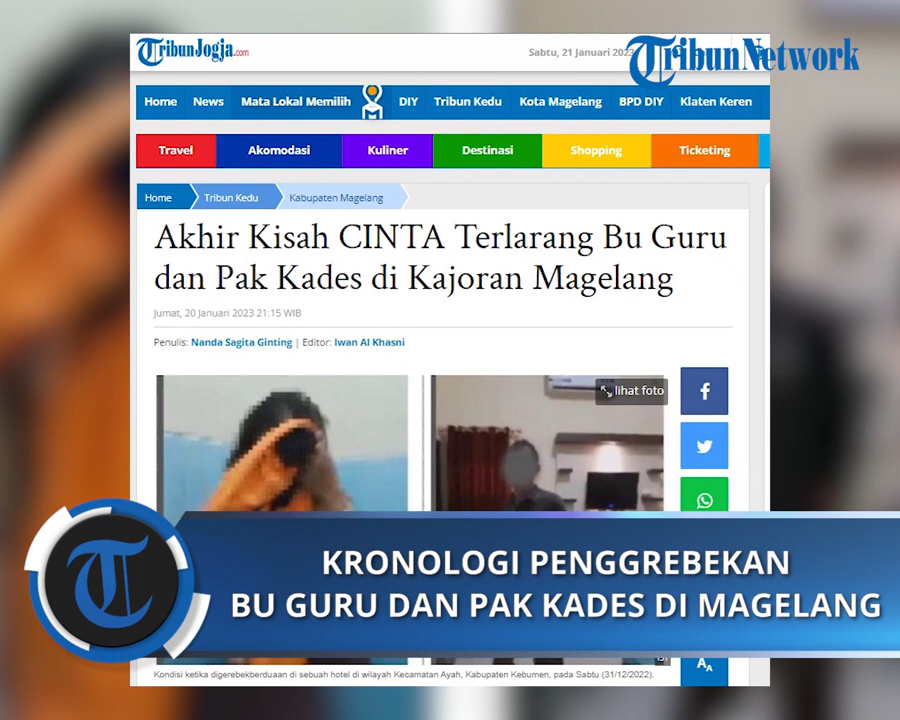 TribunJogja.com
Sabtu, 21 Januari 2023
TribunNetwork
Home News Mata Lokal Memilih DIY Tribun Kedu Kota Magelang BPD DIY Klaten Keren
Travel Akomodasi Kuliner Destinasi Shopping Ticketing
Home Tribun Kedu Kabupaten Magelang
Akhir Kisah CINTA Terlarang Bu Guru
dan Pak Kades di Kajoran Magelang
Jumat, 20 Januari 2023 21:15 WIB
Penulis: Nanda Sagita Ginting | Editor: Iwan Al Khasni
lihat foto
KRONOLOGI PENGGREBEKAN
BU GURU DAN PAK KADES DI MAGELANG
T
AA
Kondisi ketika digerebekberduaan di sebuah hotel di wilayah Kecamatan Ayah, Kabupaten Kebumen, pada Sabtu (31/12/2022).